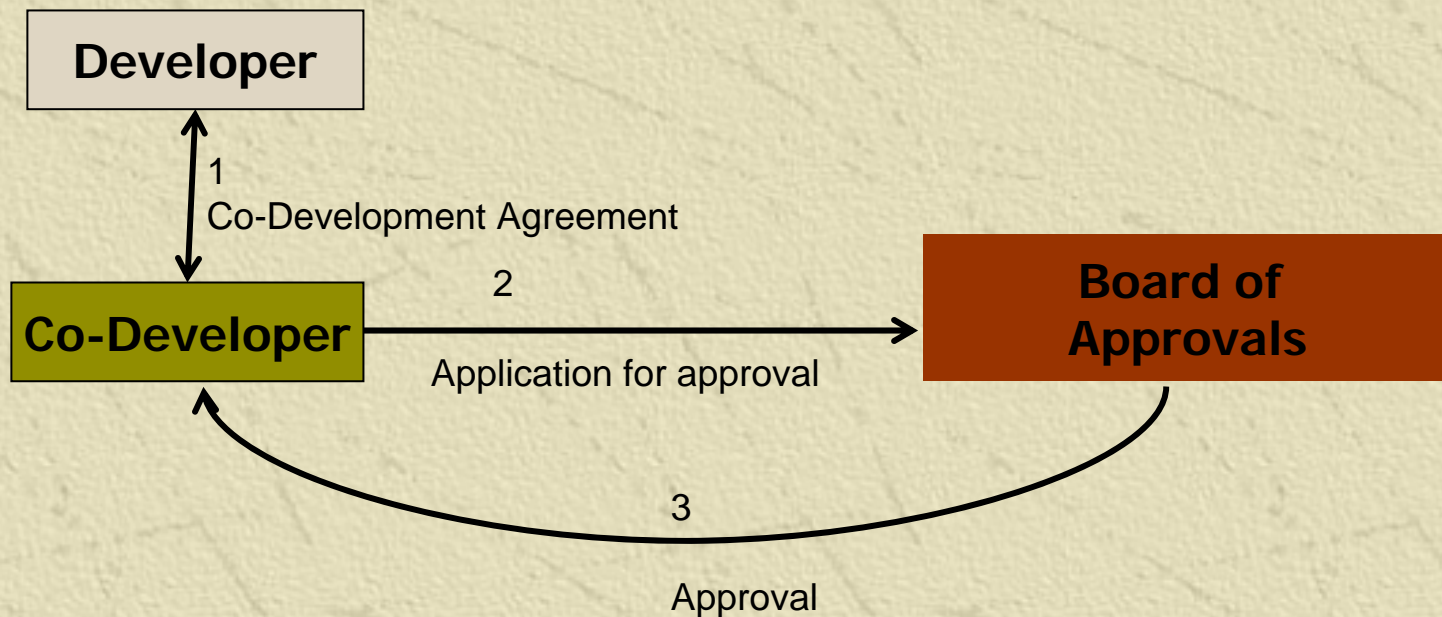 Developer
1
Co-Development Agreement
2
Co-Developer
Application for approval
Board of
Approvals
3
Approval